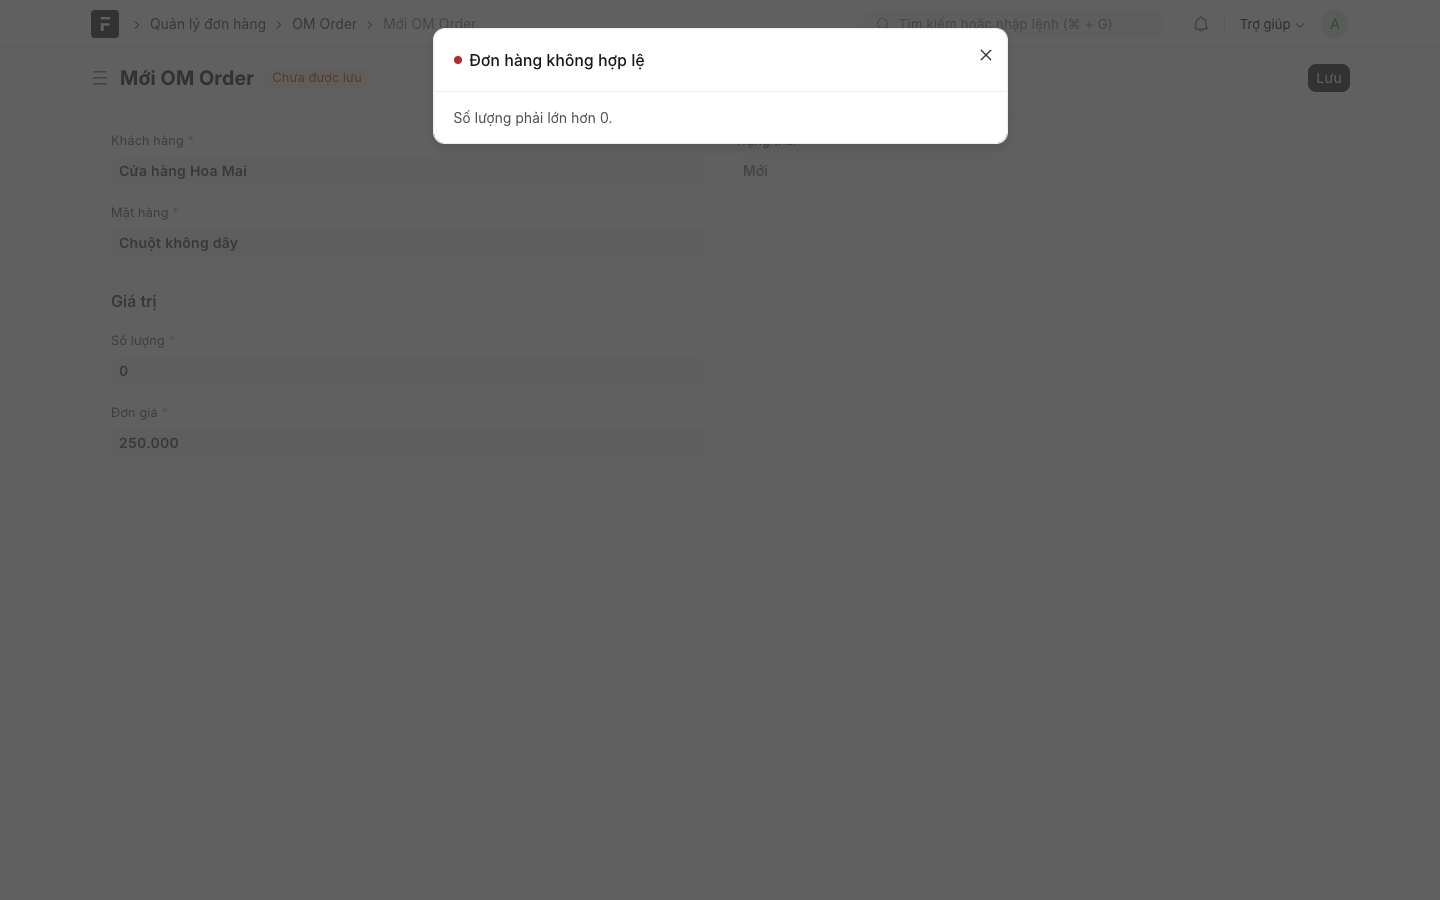 Quản lý đơn hàng > OM Order > Mới OM Order
Tìm kiếm hoặc nhập lệnh (⌘ + G)
Trợ giúp
A
Đơn hàng không hợp lệ
Số lượng phải lớn hơn 0.
Mới OM Order
Chưa được lưu
Lưu
Khách hàng *
Cửa hàng Hoa Mai
Mới
Mặt hàng *
Chuột không dây
Giá trị
Số lượng *
0
Đơn giá *
250.000